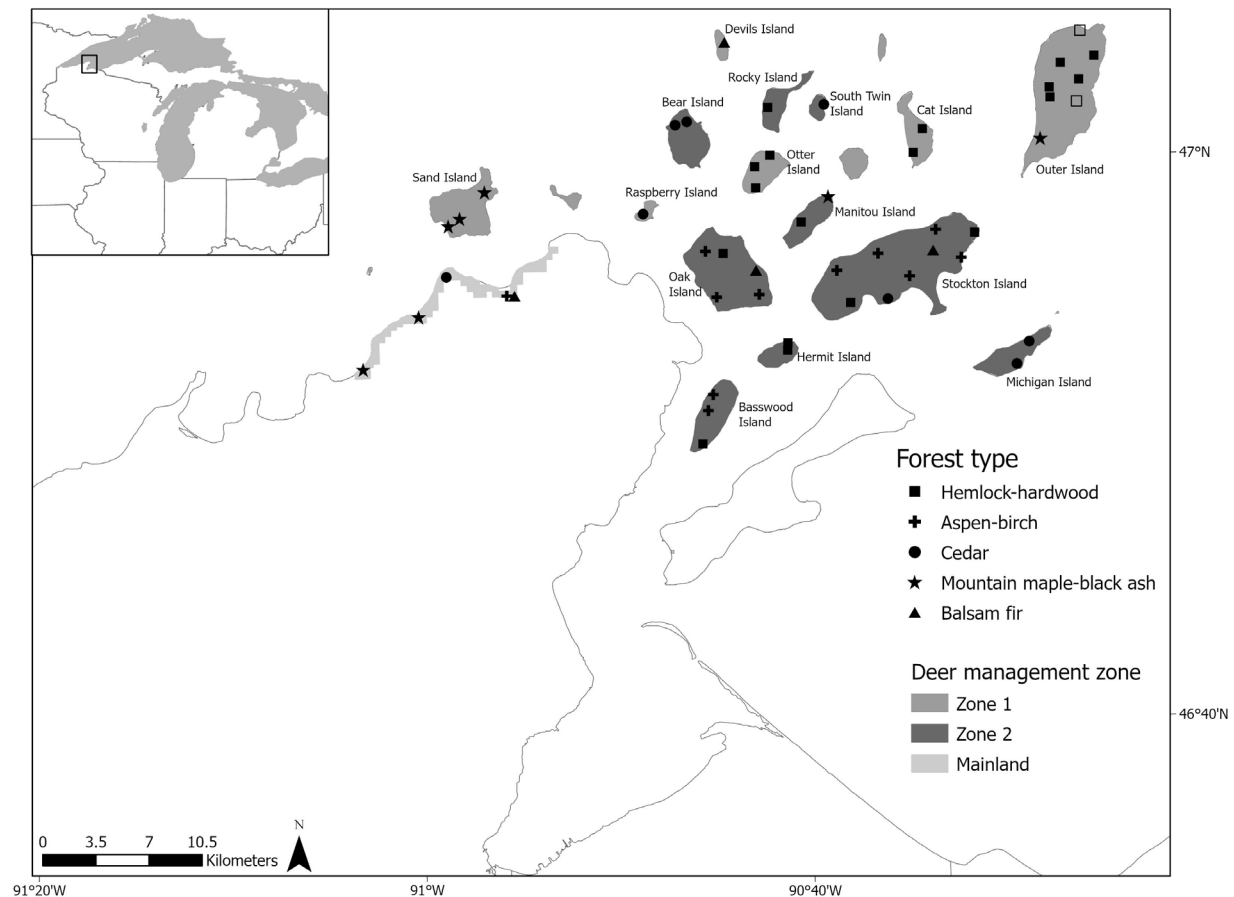 Devils Island
Rocky Island
South Twin
Island
Bear Island
Cat Island
Otter
Island
Outer Island
47°N
Sand Island
Raspberry Island
Manitou Island
Oak
Island
Stockton Island
Hermit Island
Michigan Island
Basswood
Island
Forest type
Hemlock-hardwood
Aspen-birch
Cedar
Mountain maple-black ash
Balsam fir
Deer management zone
Zone 1
Zone 2
Mainland
46°40'N
0 3.5 7 10.5
Kilometers
N
91°20'W 91°W 90°40'W